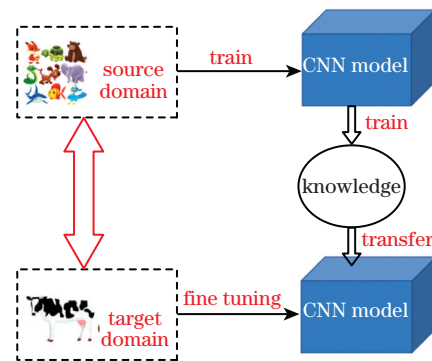 source
domain
train
CNN model
train
knowledge
transfer
target
domain
fine tuning
CNN model